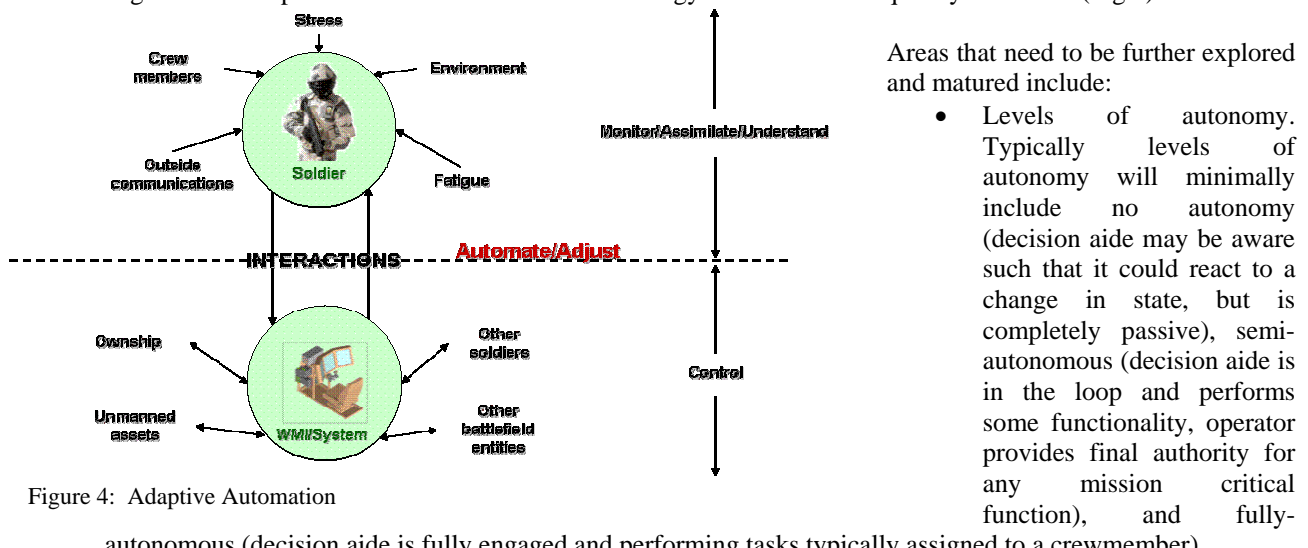 Stress
Crew
members
Environment
Outside
communications
Soldier
Fatigue
Monitor/Assimilate/Understand
INTERACTIONS
Automate/Adjust
Ownship
Other
soldiers
Control
Unmanned
assets
WMI/System
Other
battlefield
entities
Figure 4: Adaptive Automation
Areas that need to be further explored
and matured include:
• Levels of autonomy.
Typically levels of
autonomy will minimally
include no autonomy
(decision aide may be aware
such that it could react to a
change in state, but is
completely passive), semi-
autonomous (decision aide is
in the loop and performs
some functionality, operator
provides final authority for
any mission critical
function), and fully-
autonomous (decision aide is fully engaged and performing tasks typically assigned to a crewmember)